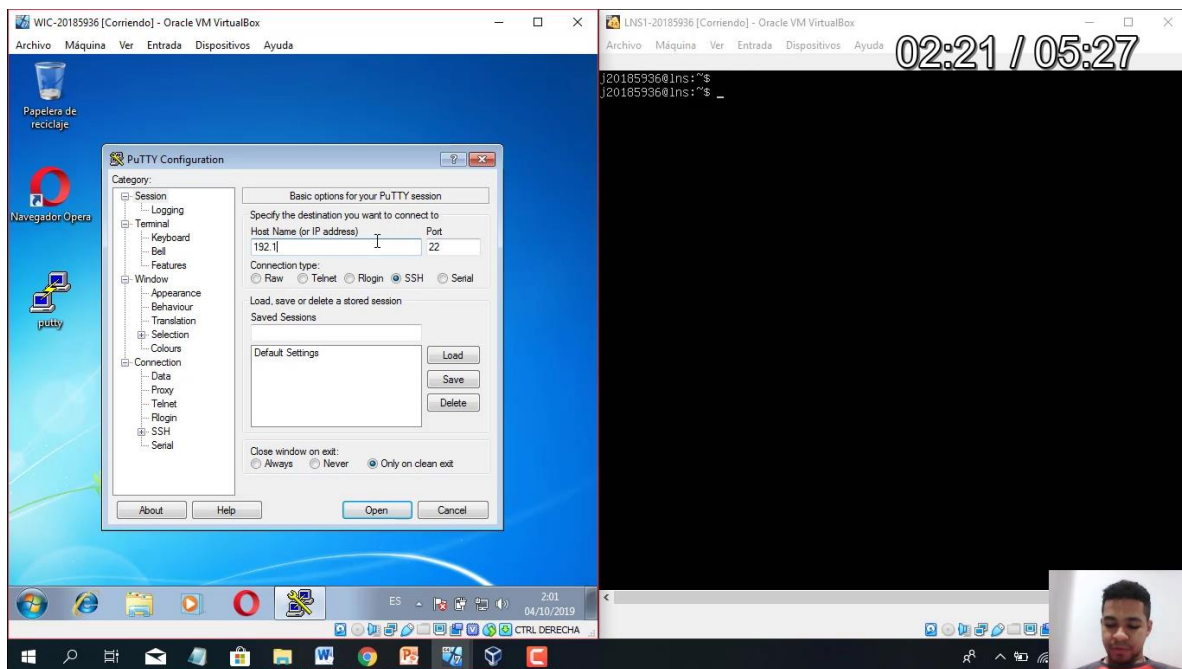 WIC-20185936 [Corriendo] - Oracle VM VirtualBox
Archivo Máquina Ver Entrada Dispositivos Ayuda
Papelera de
reciclaje
Navegador Opera
putty
PuTTY Configuration
Category:
Session
Logging
Terminal
Keyboard
Bell
Features
Window
Appearance
Behaviour
Translation
Selection
Colours
Connection
Data
Proxy
Telnet
Rlogin
SSH
Serial
Basic options for your PuTTY session
Specify the destination you want to connect to
Host Name (or IP address) Port
192.1 22
Connection type:
Raw Telnet Rlogin SSH Serial
Load, save or delete a stored session
Saved Sessions
Default Settings
Load
Save
Delete
Close window on exit:
Always Never Only on clean exit
About Help Open Cancel
ES
2:01
04/10/2019
CTRL DERECHA
LNS1-20185936 [Corriendo] - Oracle VM VirtualBox
Archivo Máquina Ver Entrada Dispositivos Ayuda
02:21 / 05:27
j20185936@lns:~$
j20185936@lns:~$ _